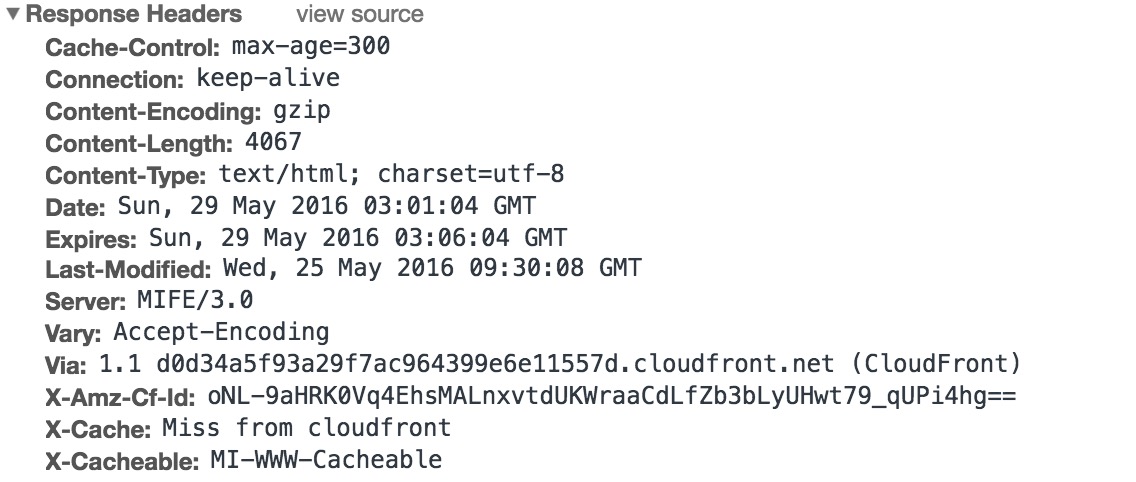 Response Headers view source
Cache-Control: max-age=300
Connection: keep-alive
Content-Encoding: gzip
Content-Length: 4067
Content-Type: text/html; charset=utf-8
Date: Sun, 29 May 2016 03:01:04 GMT
Expires: Sun, 29 May 2016 03:06:04 GMT
Last-Modified: Wed, 25 May 2016 09:30:08 GMT
Server: MIFE/3.0
Vary: Accept-Encoding
Via: 1.1 d0d34a5f93a29f7ac964399e6e11557d.cloudfront.net (CloudFront)
X-Amz-Cf-Id: oNL-9aHRK0Vq4EhsMALnxvtdUKWraaCdLfZb3bLyUHwt79_qUPi4hg==
X-Cache: Miss from cloudfront
X-Cacheable: MI-WWW-Cacheable